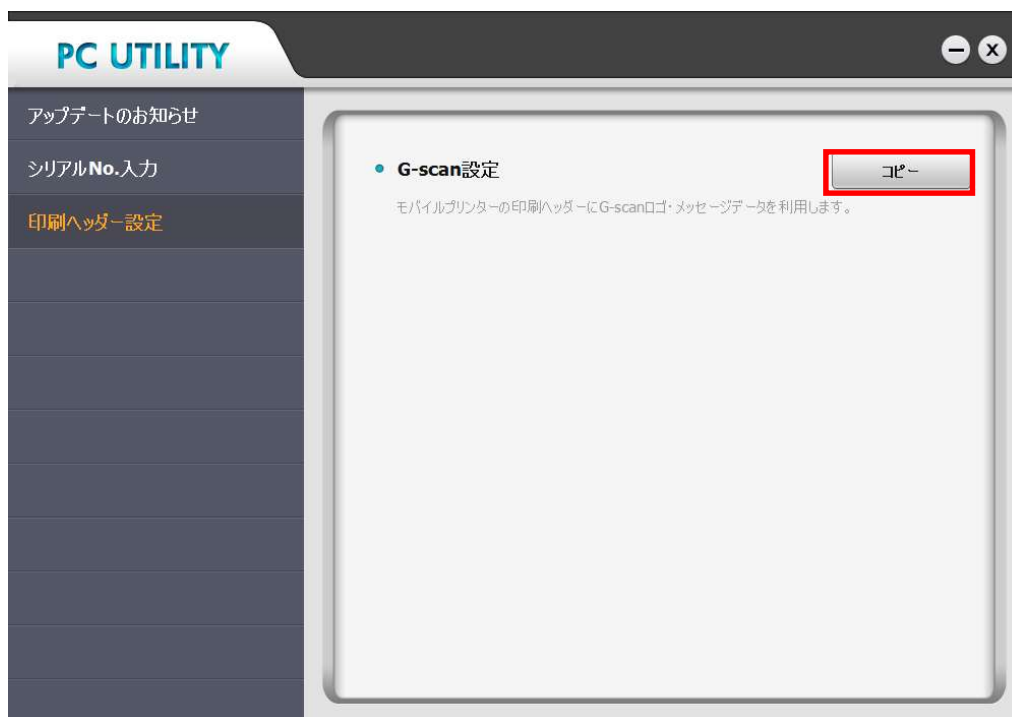 PC UTILITY
アップデートのお知らせ
シリアルNo.入力
印刷ヘッダー設定
G-scan設定
コピー
モバイルプリンターの印刷ヘッダーにG-scanロゴ・メッセージデータを利用します。